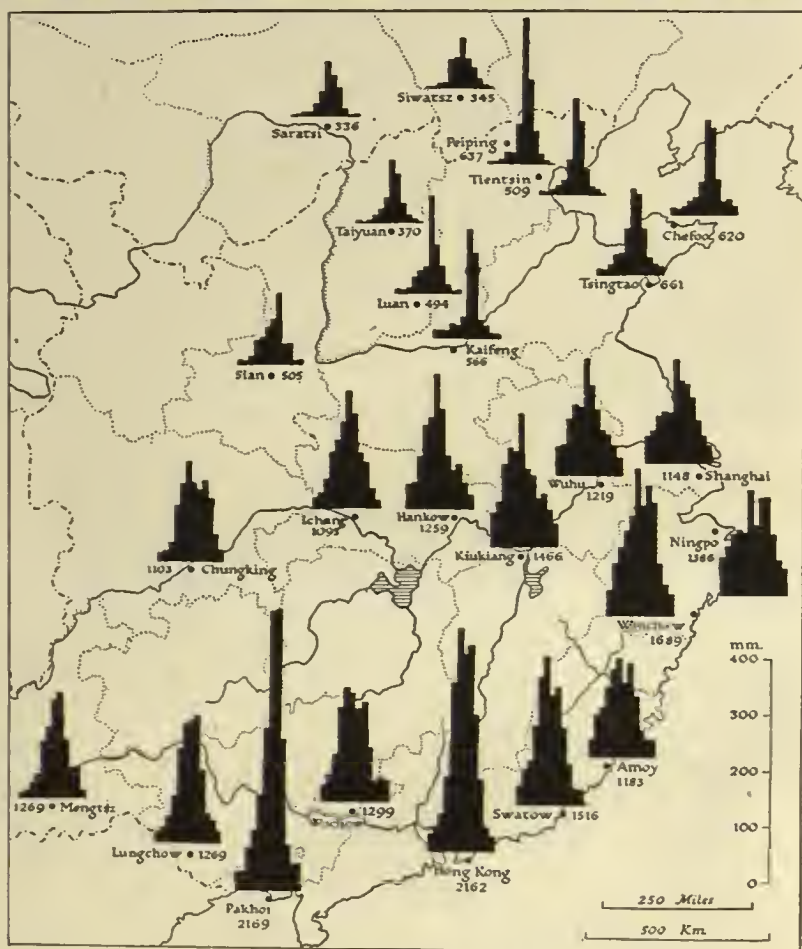 Siwatsz 345
Saratsi 336
Peiping
637
Tientsin
509
Taiyuan 370
Chefoo 620
Luan 494
Tsingtao 661
Kaifeng
566
Sian 505
Wuhu
1219
1148 Shanghai
Ichang
Hankow
1259
Kiukiang 1466
Ningpo
1103 Chungking
Wenchow
1689
mm.
400
300
200
100
0
Amoy
1183
1269 Mengtsz
1299
Swatow 1516
Lungchow 1269
Hong Kong
2162
Pakhoi
2169
250 Miles
500 Km.